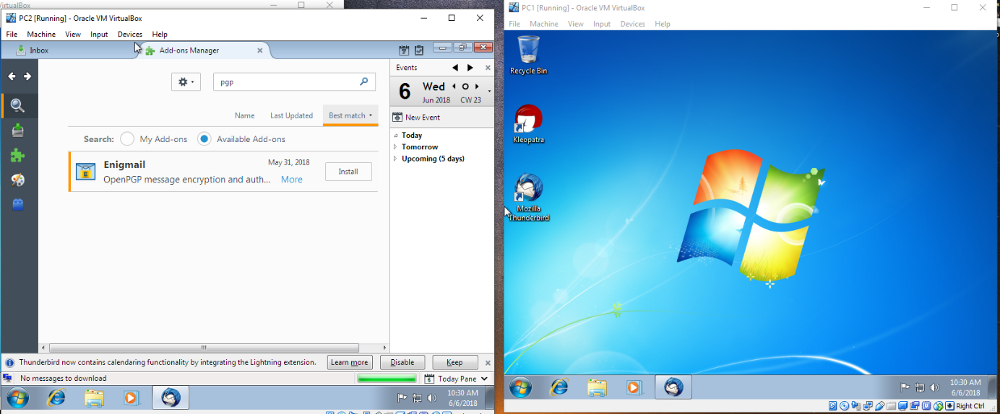 VirtualBox
PC2 [Running] - Oracle VM VirtualBox
File Machine View Input Devices Help
Inbox
Add-ons Manager
pgp
Name Last Updated Best match
Search: My Add-ons Available Add-ons
Enigmail May 31, 2018
OpenPGP message encryption and auth... More
Install
Events
6 Wed
Jun 2018 CW 23
New Event
Today
Tomorrow
Upcoming (5 days)
Thunderbird now contains calendaring functionality by integrating the Lightning extension. Learn more Disable Keep
No messages to download
6 Today Pane
10:30 AM
6/6/2018
PC1 [Running] - Oracle VM VirtualBox
File Machine View Input Devices Help
Recycle Bin
Kleopatra
Mozilla
Thunderbird
10:30 AM
6/6/2018
Right Ctrl